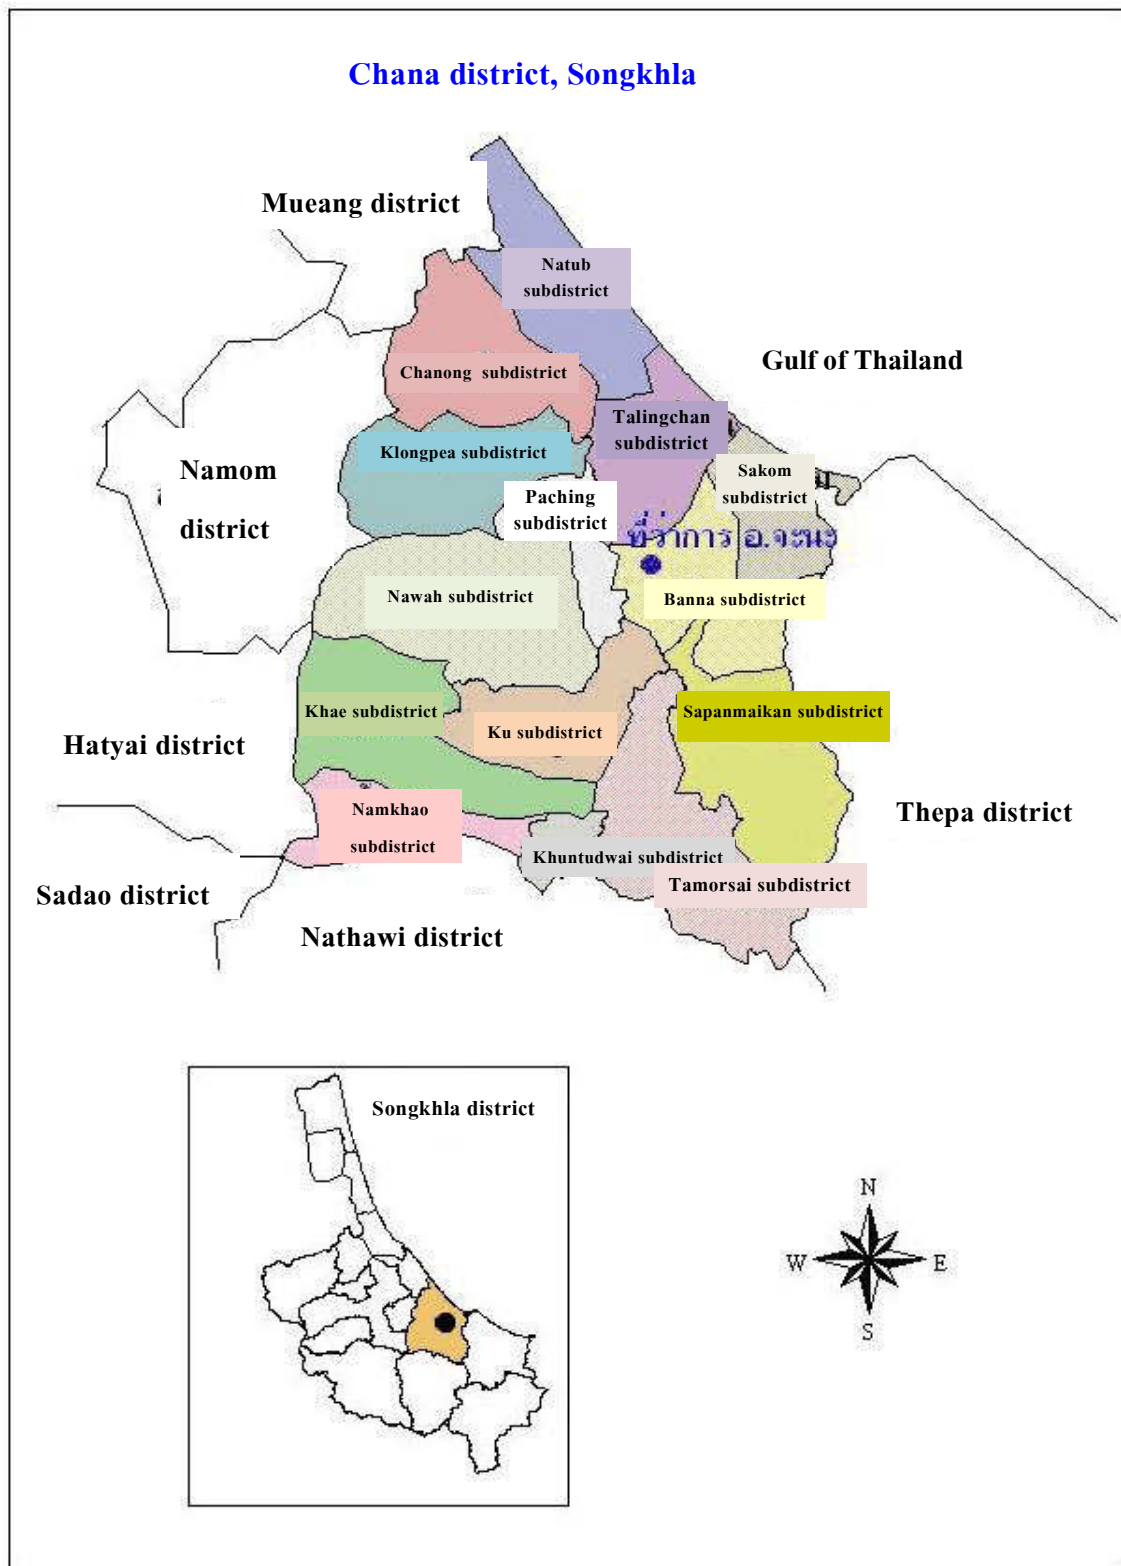 Chana district, Songkhla
Mueang district
Natub
subdistrict
Gulf of Thailand
Chanong subdistrict
Talingchan
subdistrict
Klongpea subdistrict
Sakom
subdistrict
Namom
district
Paching
subdistrict
ที่ว่าการ อ.จะนะ
Nawah subdistrict
Banna subdistrict
Khae subdistrict
Sapanmaikan subdistrict
Ku subdistrict
Hatyai district
Namkhao
subdistrict
Thepa district
Khuntudwai subdistrict
Tamorsai subdistrict
Sadao district
Nathawi district
Songkhla district
N
W
E
S